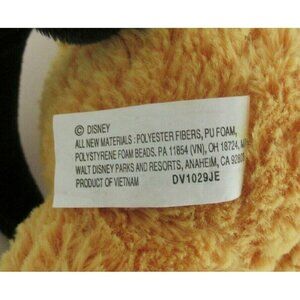 © DISNEY
ALL NEW MATERIALS : POLYESTER FIBERS, PU FOAM,
POLYSTYRENE FOAM BEADS, PA 11854 (VN), OH 18724,
WALT DISNEY PARKS AND RESORTS, ANAHEIM, CA
PRODUCT OF VIETNAM DV1029JE